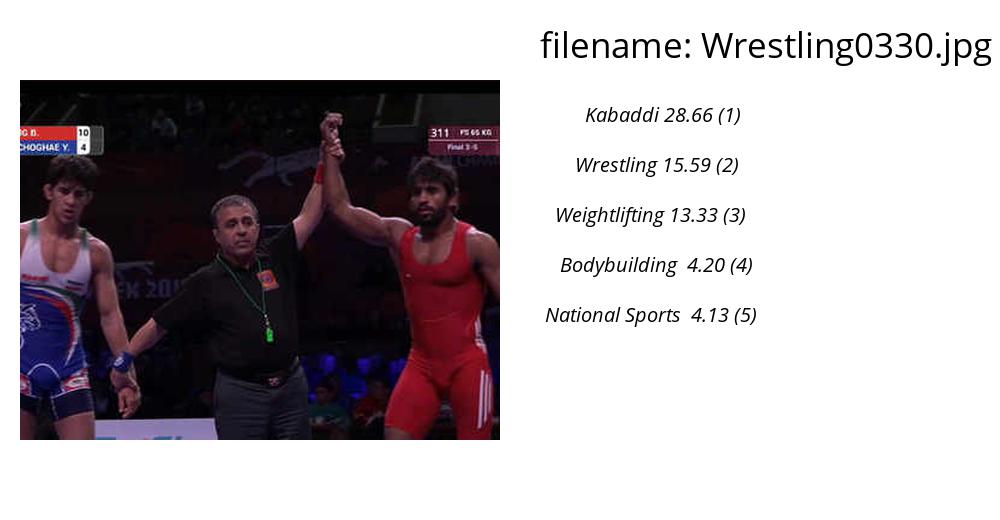 filename: Wrestling0330.jpg
Kabaddi 28.66 (1)
Wrestling 15.59 (2)
Weightlifting 13.33 (3)
Bodybuilding 4.20 (4)
National Sports 4.13 (5)
G B. 10
CHOGHAE Y. 4
311 FS 65 KG
Final 3-5